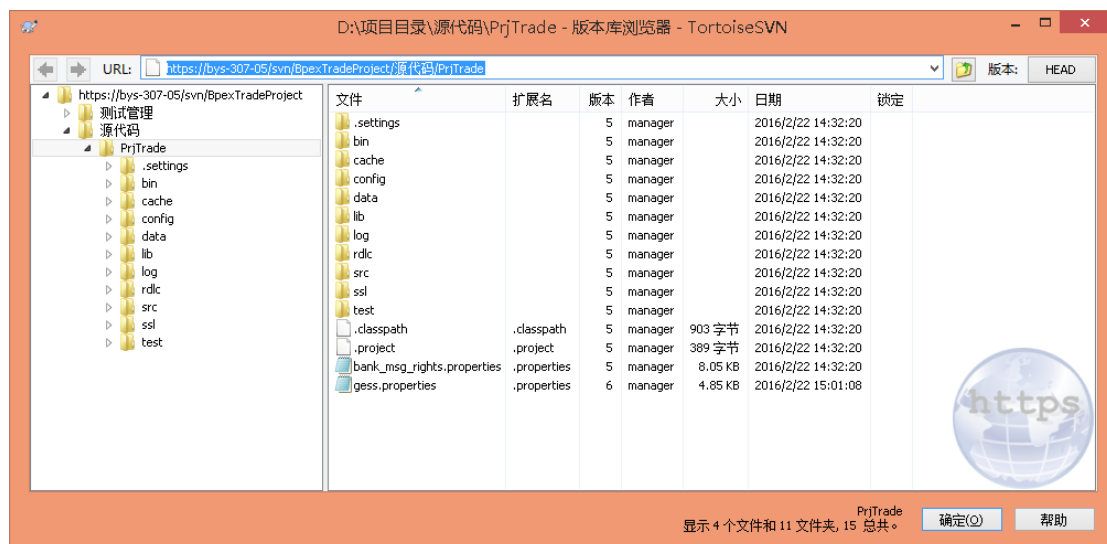 D:\项目目录\源代码\PrjTrade - 版本库浏览器 - TortoiseSVN
URL: https://bys-307-05/svn/BpexTradeProject/源代码/PrjTrade 版本: HEAD
https://bys-307-05/svn/BpexTradeProject
测试管理
源代码
PrjTrade
.settings
bin
cache
config
data
lib
log
rdlc
src
ssl
test
文件 扩展名 版本 作者 大小 日期 锁定
.settings 5 manager 2016/2/22 14:32:20
bin 5 manager 2016/2/22 14:32:20
cache 5 manager 2016/2/22 14:32:20
config 5 manager 2016/2/22 14:32:20
data 5 manager 2016/2/22 14:32:20
lib 5 manager 2016/2/22 14:32:20
log 5 manager 2016/2/22 14:32:20
rdlc 5 manager 2016/2/22 14:32:20
src 5 manager 2016/2/22 14:32:20
ssl 5 manager 2016/2/22 14:32:20
test 5 manager 2016/2/22 14:32:20
.classpath .classpath 5 manager 903 字节 2016/2/22 14:32:20
.project .project 5 manager 389 字节 2016/2/22 14:32:20
bank_msg_rights.properties .properties 5 manager 8.05 KB 2016/2/22 14:32:20
gess.properties .properties 6 manager 4.85 KB 2016/2/22 15:01:08
https
PrjTrade
显示 4 个文件和 11 文件夹, 15 总共。
确定(O) 帮助